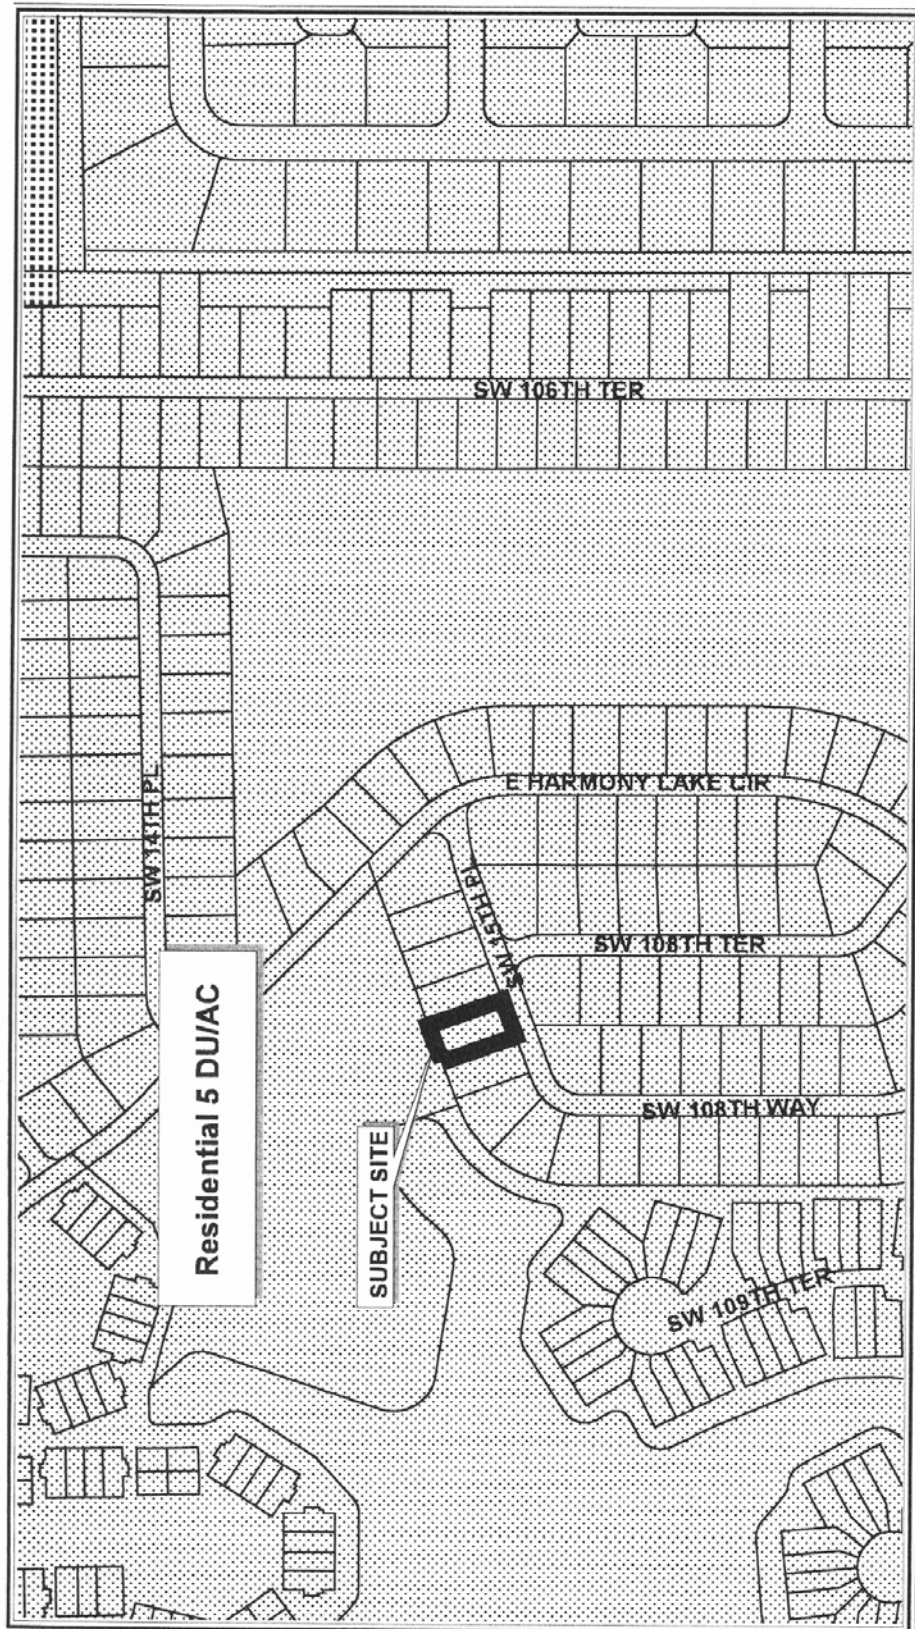 SW 106TH TER
E HARMONY LAKE CIR
SW 14TH PL
SW 15TH PL
SW 108TH TER
Residential 5 DU/AC
SW 108TH WAY
SUBJECT SITE
SW 109TH TER